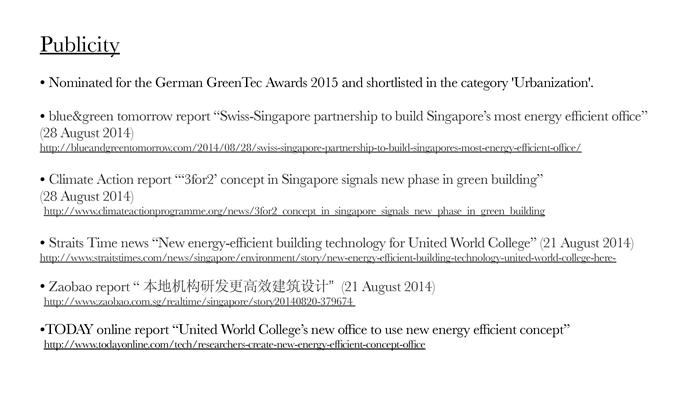 Publicity
• Nominated for the German GreenTec Awards 2015 and shortlisted in the category 'Urbanization'.
• blue&green tomorrow report “Swiss-Singapore partnership to build Singapore’s most energy efficient office”
(28 August 2014)
http://blueandgreentomorrow.com/2014/08/28/swiss-singapore-partnership-to-build-singapores-most-energy-efficient-office/
• Climate Action report “‘3for2’ concept in Singapore signals new phase in green building”
(28 August 2014)
http://www.climateactionprogramme.org/news/3for2_concept_in_singapore_signals_new_phase_in_green_building
• Straits Time news “New energy-efficient building technology for United World College” (21 August 2014)
http://www.straitstimes.com/news/singapore/environment/story/new-energy-efficient-building-technology-united-world-college-here-
• Zaobao report “ 本地机构研发更高效建筑设计” (21 August 2014)
http://www.zaobao.com.sg/realtime/singapore/story20140820-379674
•TODAY online report “United World College’s new office to use new energy efficient concept”
http://www.todayonline.com/tech/researchers-create-new-energy-efficient-concept-office